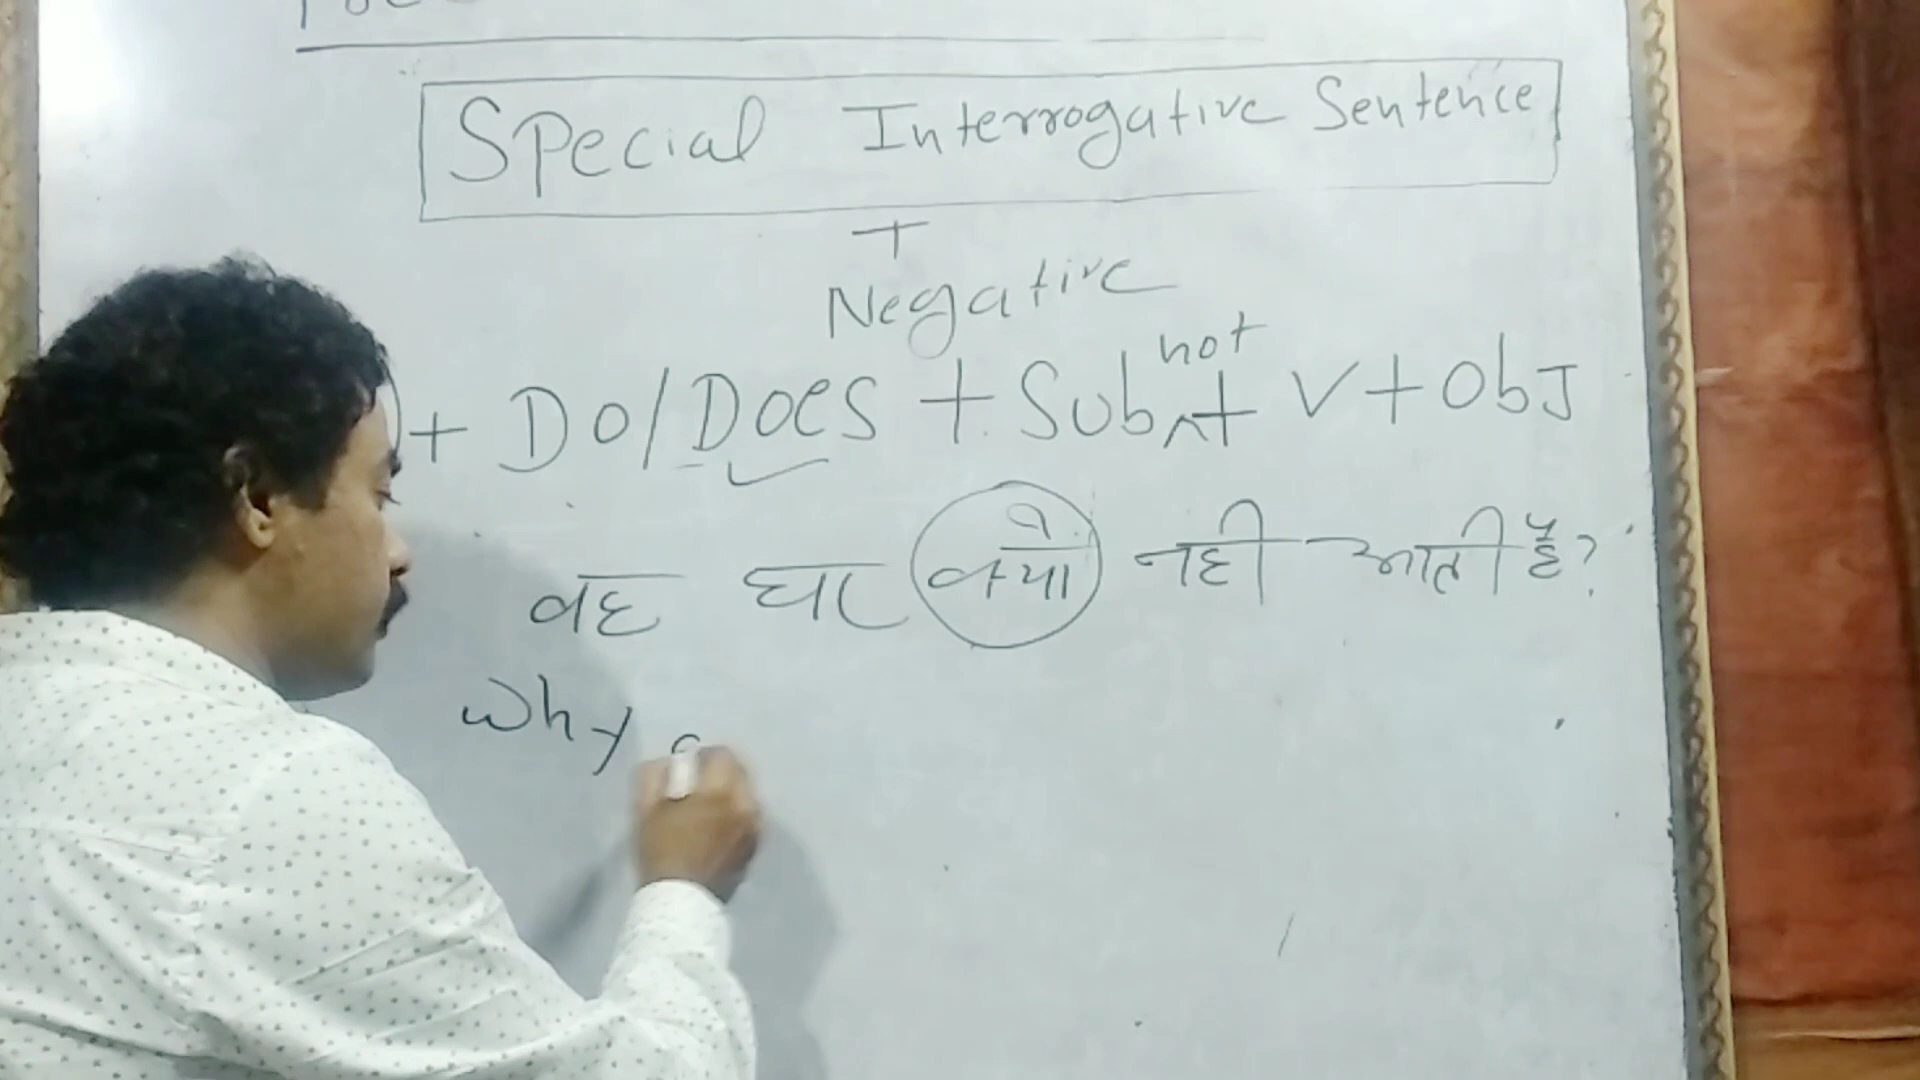 Special Interrogative Sentence
+
Negative
not
+ Do/Does + Sub + V + Obj
वह घर क्यों नही आती है?
Why